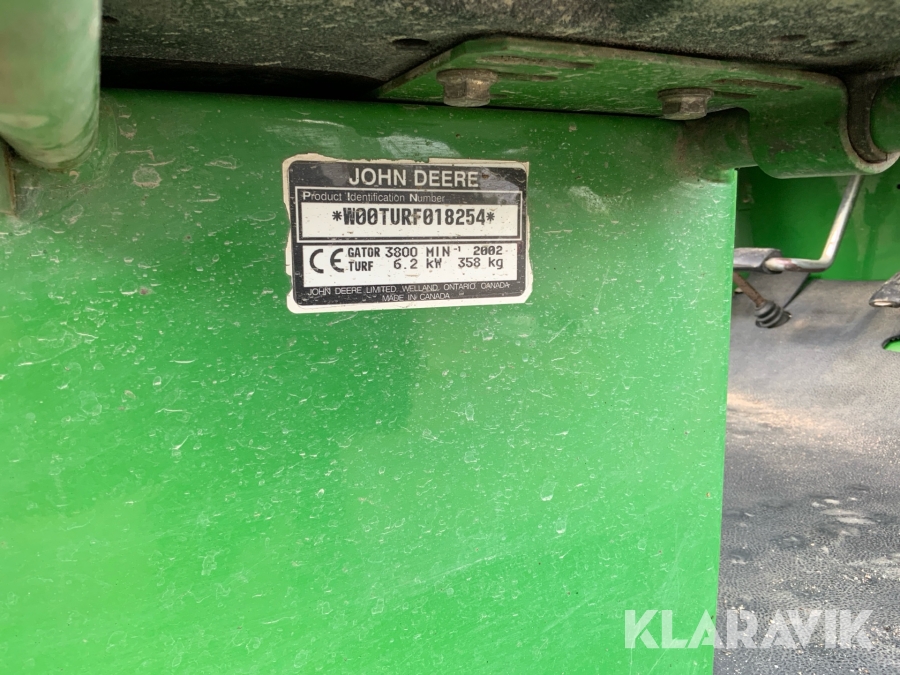 JOHN DEERE
Product Identification Number
*W00TURF018254*
CE GATOR 3800 MIN⁻¹ 2002
TURF 6.2 kW 358 kg
JOHN DEERE LIMITED, WELLAND, ONTARIO, CANADA
MADE IN CANADA
KLARAVIK